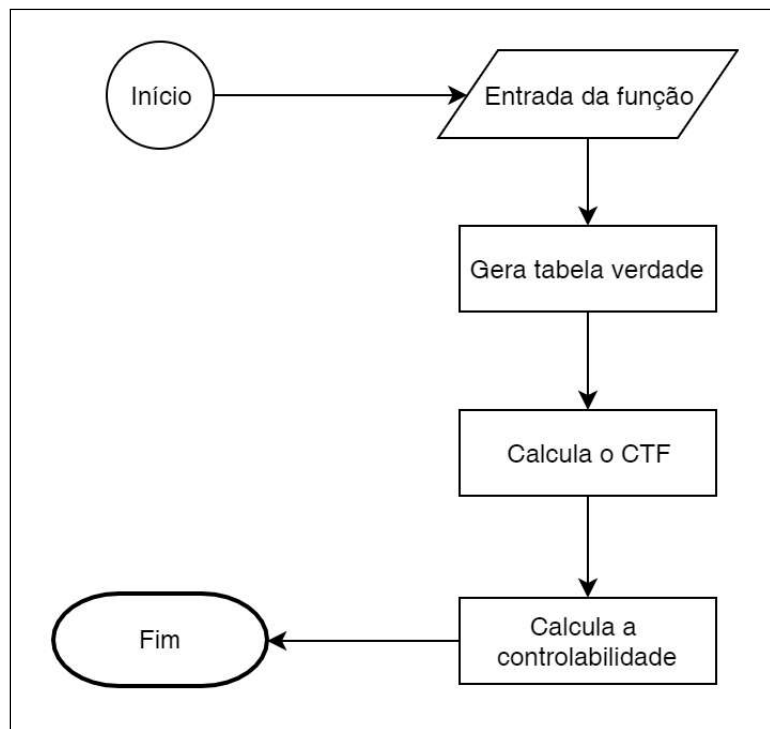 Início
Entrada da função
Gera tabela verdade
Calcula o CTF
Calcula a
controlabilidade
Fim